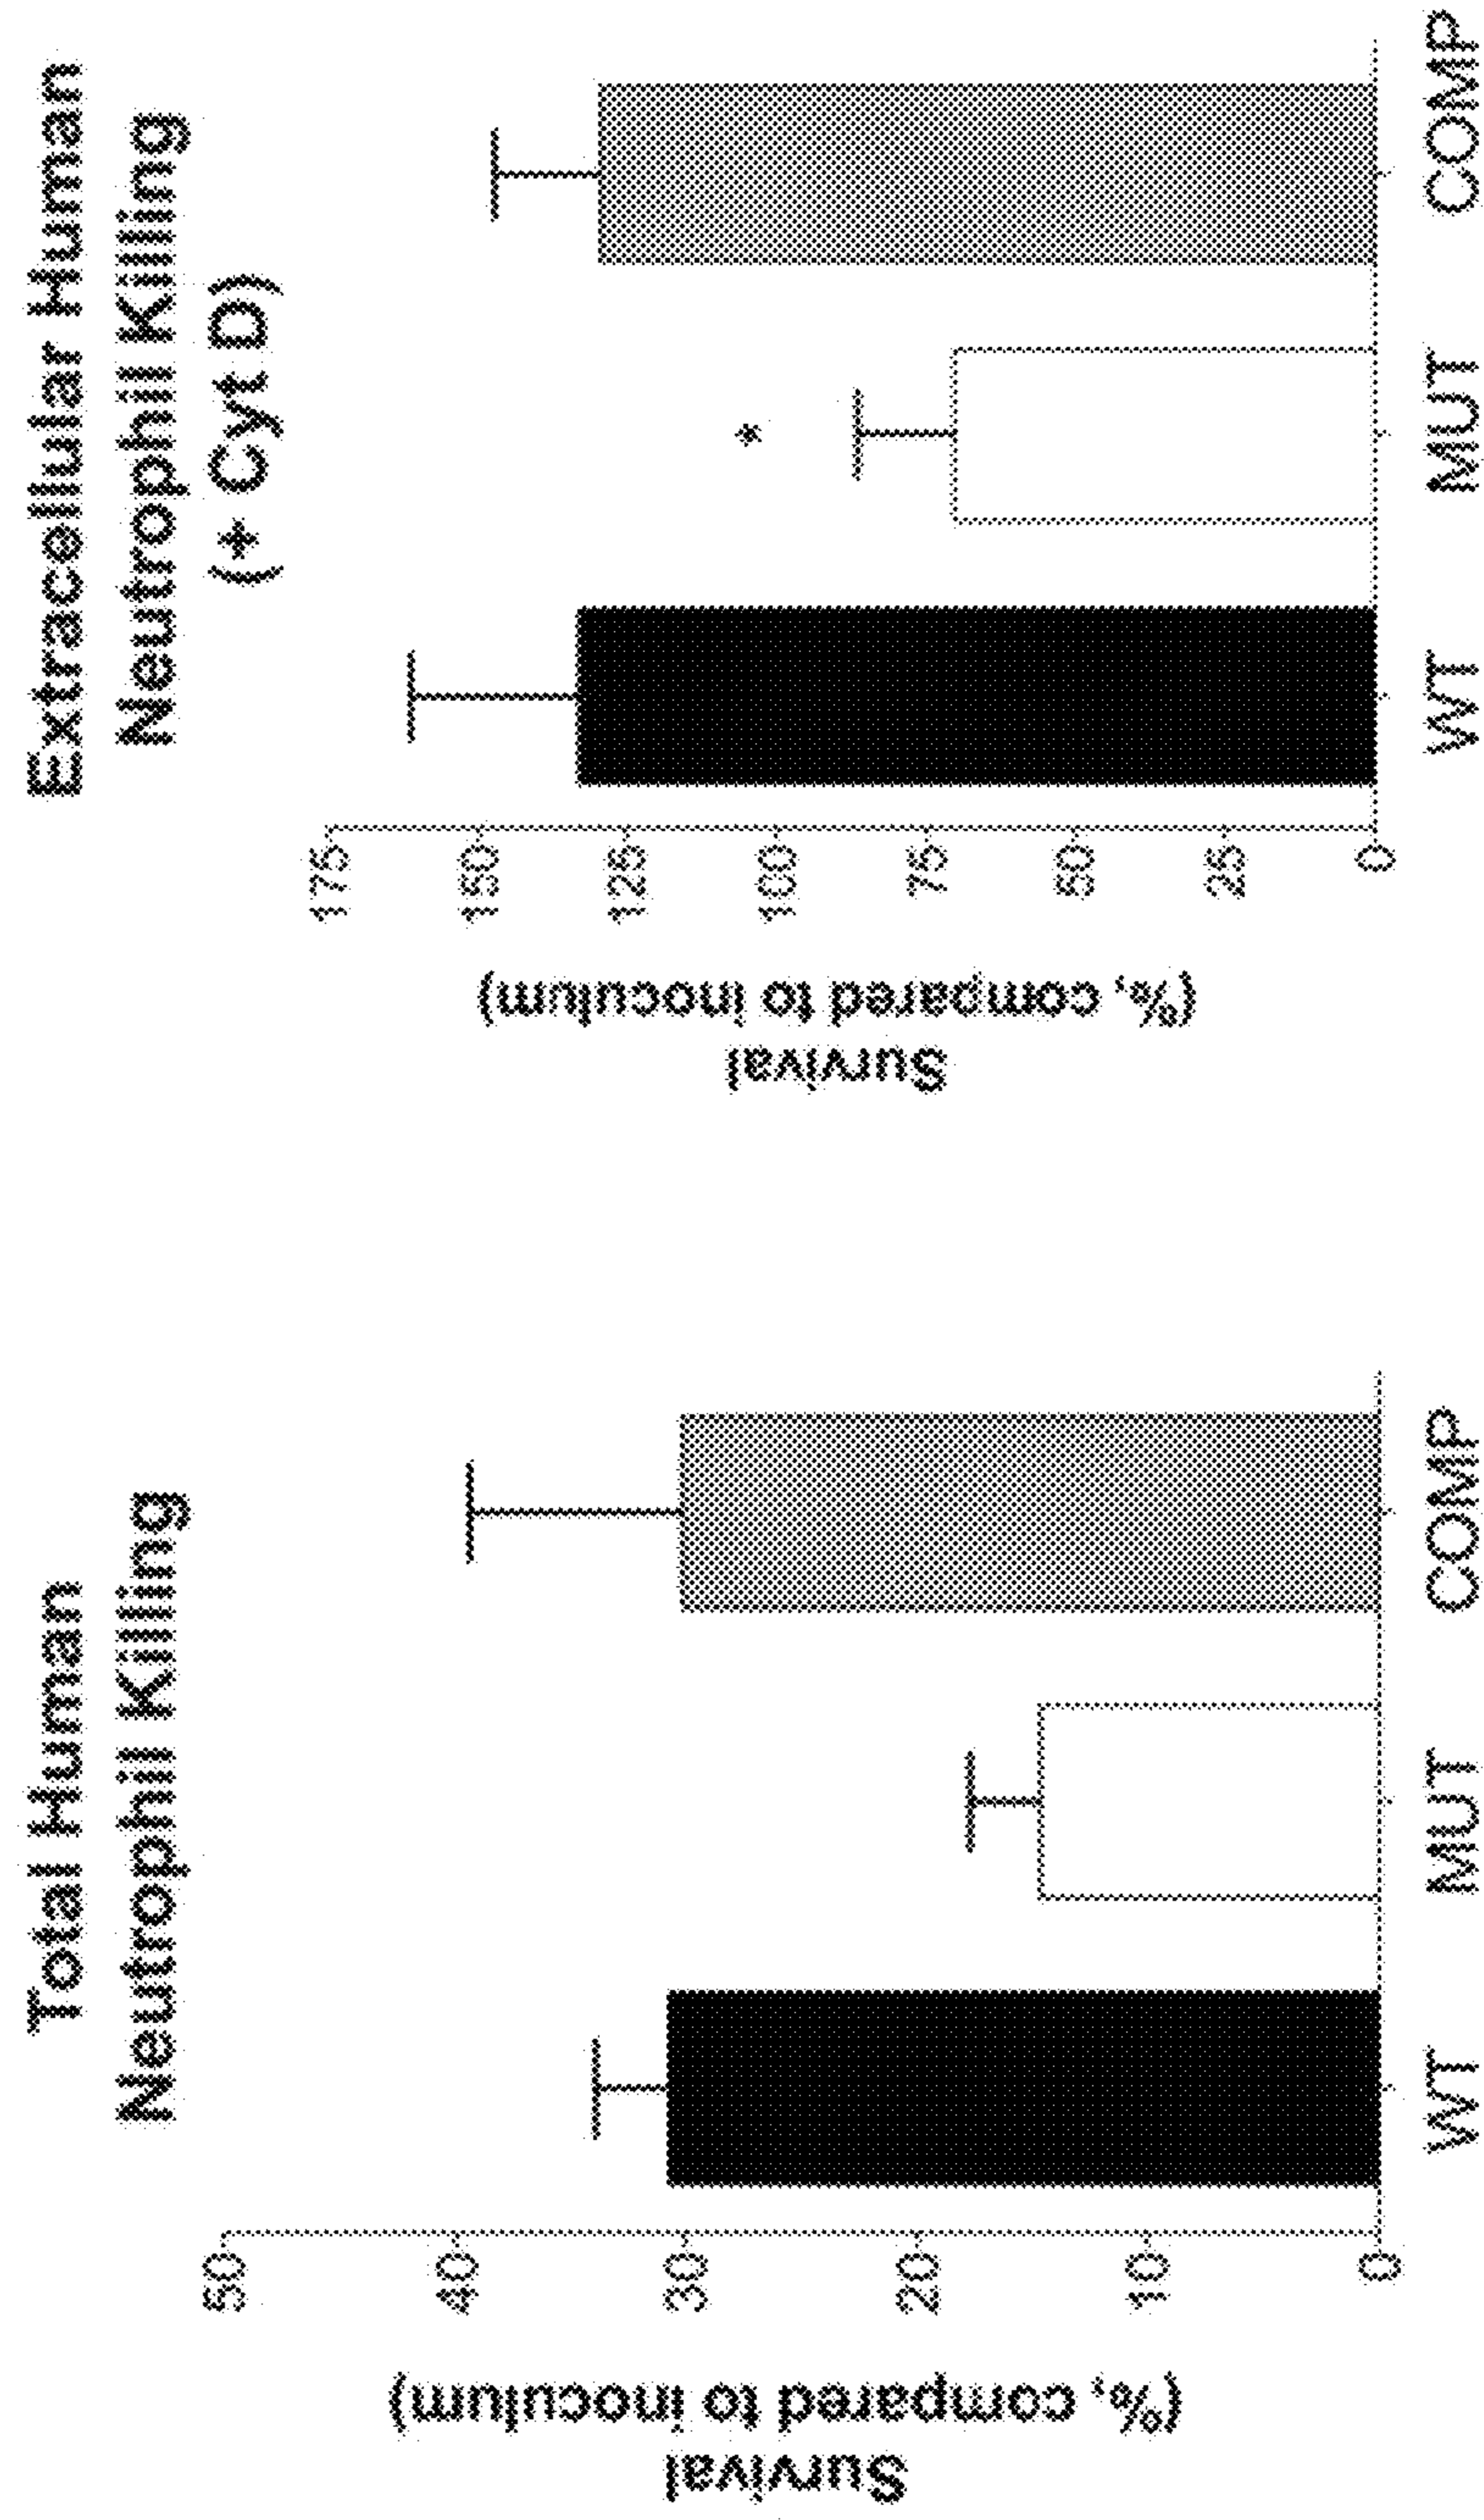 Total Human
Neutrophil Killing
Survival
(%, compared to inoculum)
50
40
30
20
10
0
WT
MUT
COMP
Extracellular Human
Neutrophil Killing
(+ Cyt D)
Survival
(%, compared to inoculum)
175
150
125
100
75
50
25
0
*
WT
MUT
COMP